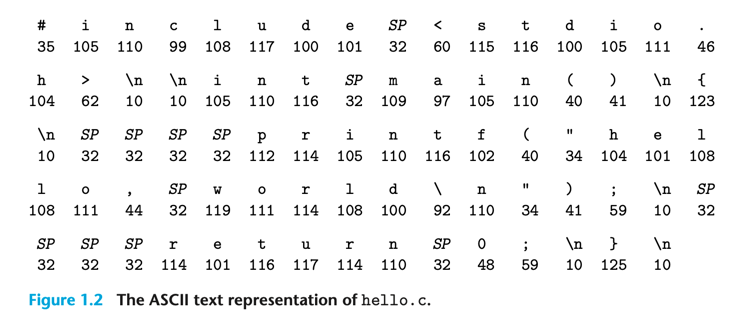 # i n c l u d e SP < s t d i o .
35 105 110 99 108 117 100 101 32 60 115 116 100 105 111 46
h > \n \n i n t SP m a i n ( ) \n {
104 62 10 10 105 110 116 32 109 97 105 110 40 41 10 123
\n SP SP SP SP p r i n t f ( " h e l
10 32 32 32 32 112 114 105 110 116 102 40 34 104 101 108
l o , SP w o r l d \ n " ) ; \n SP
108 111 44 32 119 111 114 108 100 92 110 34 41 59 10 32
SP SP SP r e t u r n SP 0 ; \n } \n
32 32 32 114 101 116 117 114 110 32 48 59 10 125 10
Figure 1.2 The ASCII text representation of hello.c.